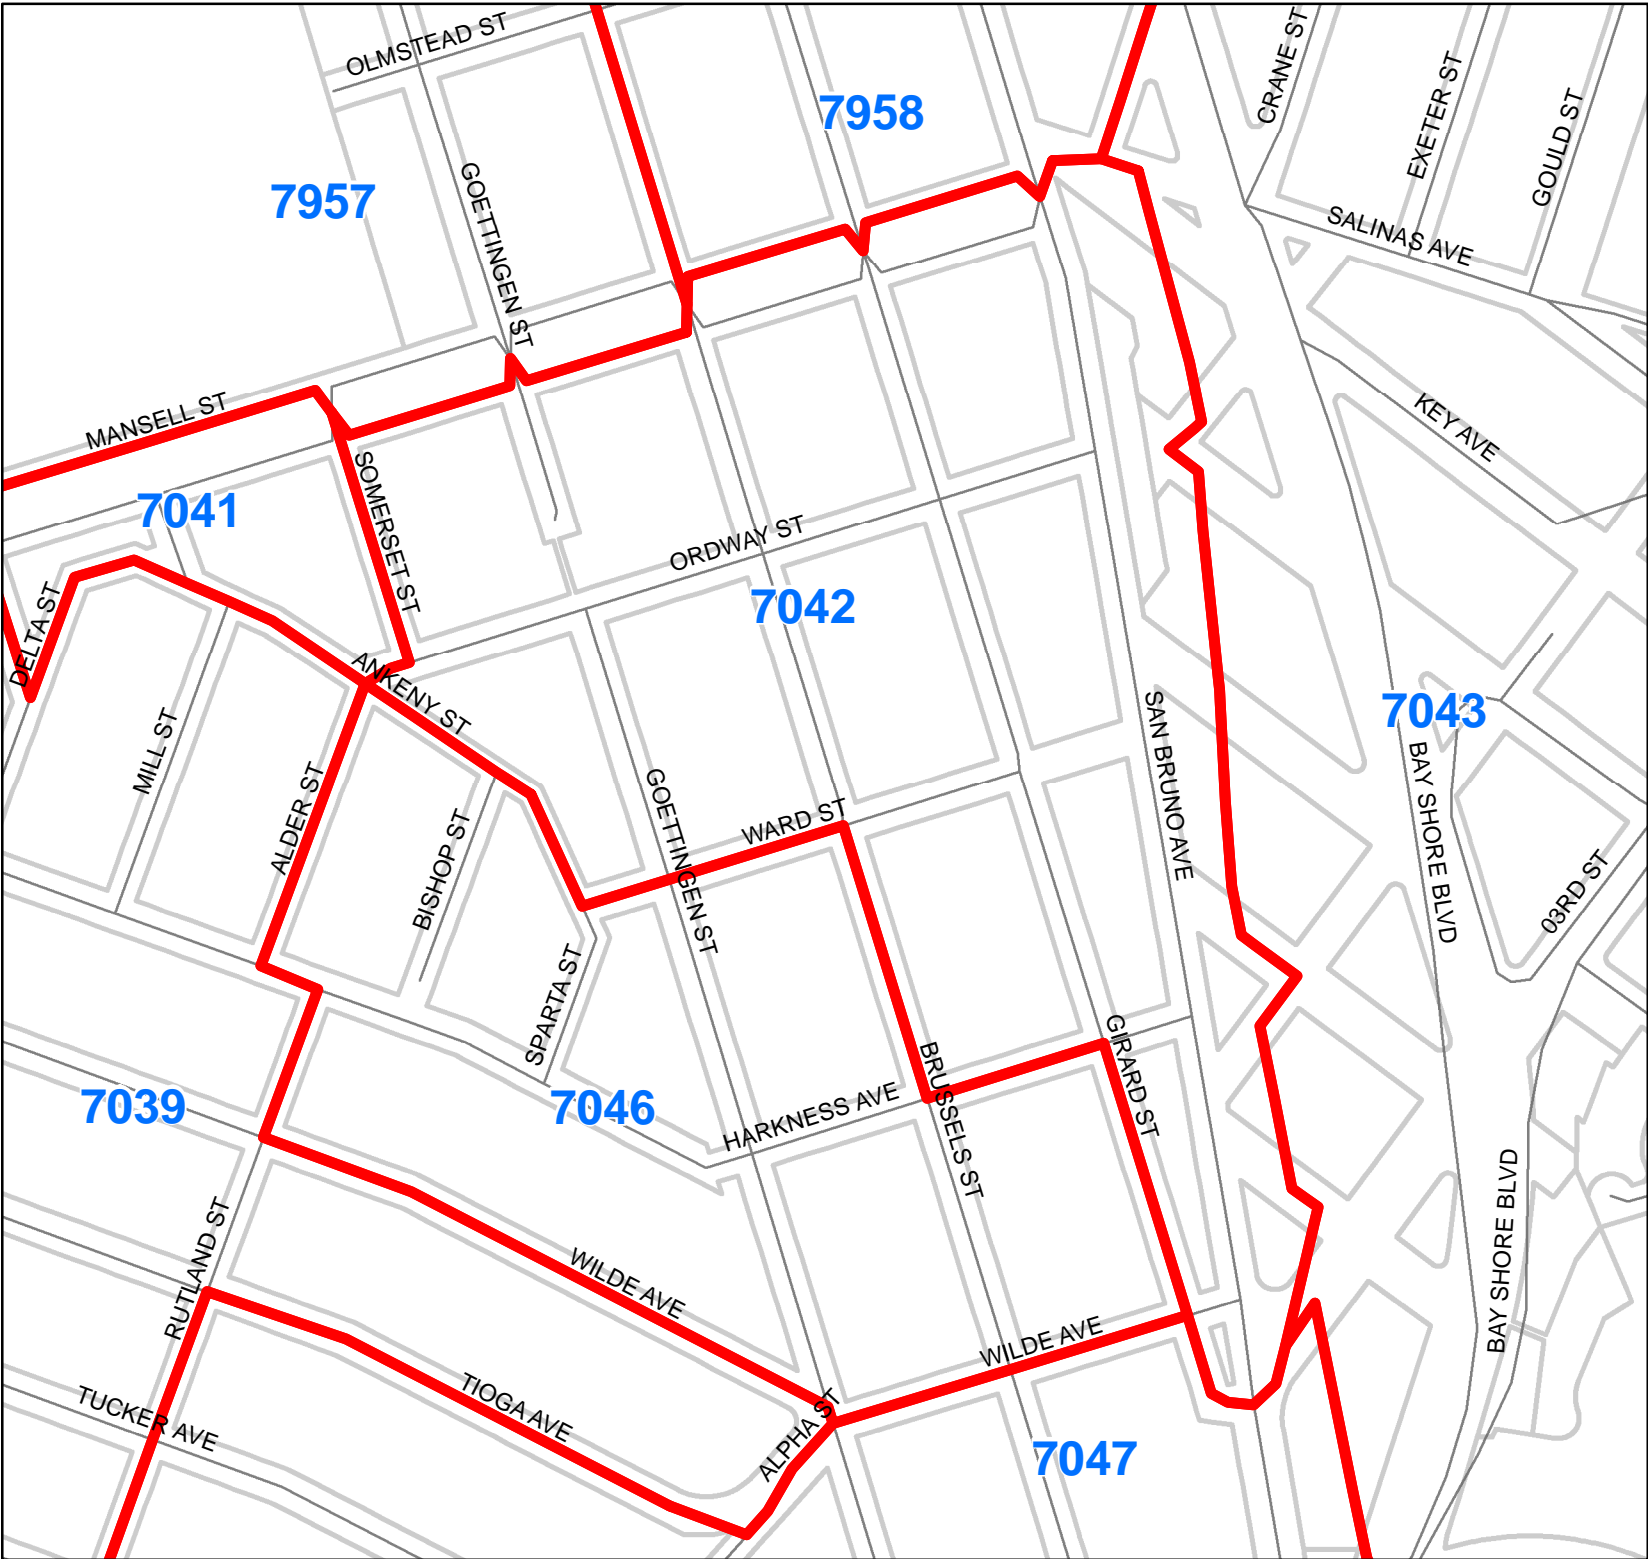 OLMSTEAD ST
CRANE ST
EXETER ST
GOULD ST
7958
7957
GOETTINGEN ST
SALINAS AVE
MANSELL ST
KEY AVE
7041
SOMERSET ST
ORDWAY ST
7042
DELTA ST
ANKENY ST
MILL ST
SAN BRUNO AVE
7043
BAY SHORE BLVD
ALDER ST
BISHOP ST
GOETTINGEN ST
WARD ST
03RD ST
SPARTA ST
7039
7046
HARKNESS AVE
BRUSSELS ST
GIRARD ST
RUTLAND ST
WILDE AVE
WILDE AVE
BAY SHORE BLVD
TUCKER AVE
TIOGA AVE
ALPHA ST
7047